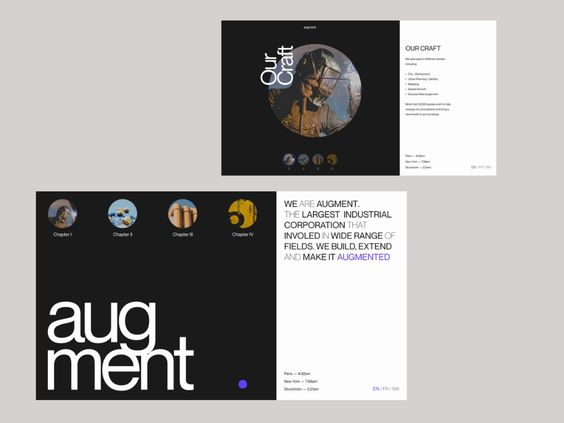 augment.
Our
Craft
OUR CRAFT
We specialize in different domain
including
Mapping
Paris — 4:32am
New York — 7:58am
Stockholm — 2:21am
EN / FR / SW
Chapter I
Chapter II
Chapter III
Chapter IV
aug
ment
WE ARE AUGMENT.
THE LARGEST INDUSTRIAL
CORPORATION THAT
INVOLED IN WIDE RANGE OF
FIELDS. WE BUILD, EXTEND
AND MAKE IT AUGMENTED
Paris — 4:32am
New York — 7:58am
Stockholm — 2:21am
EN / FR / SW